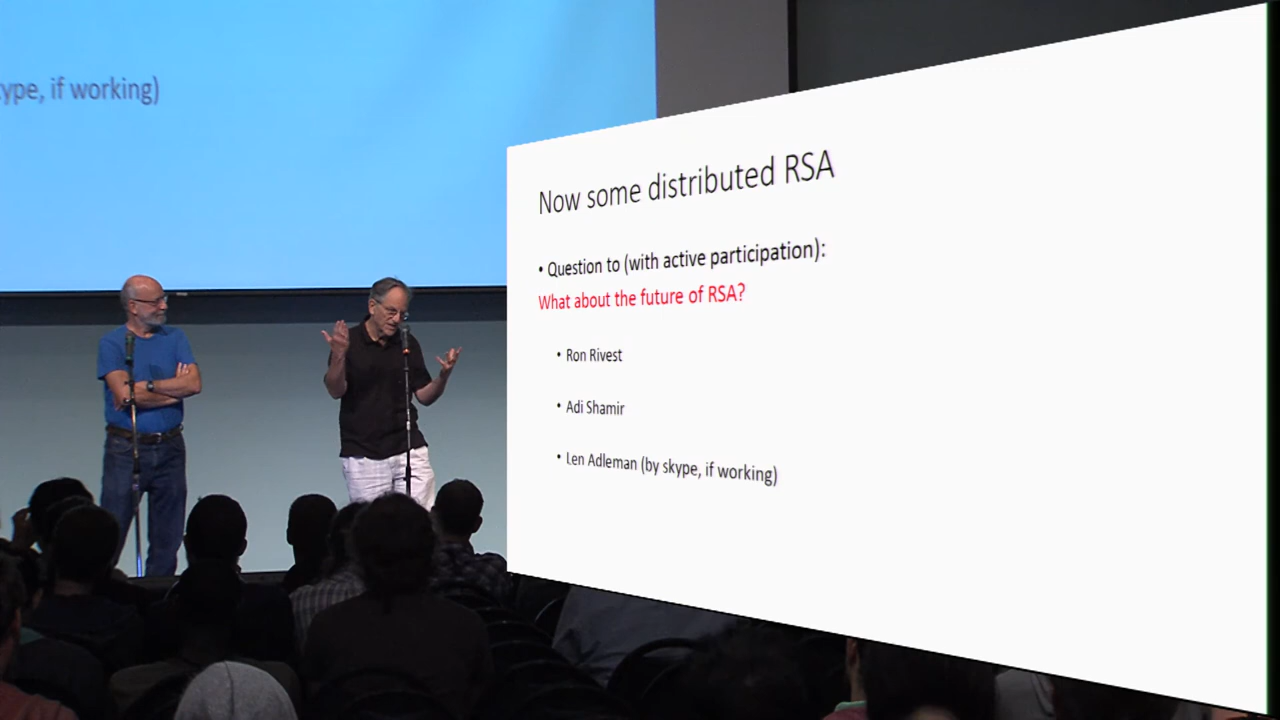 ype, if working)
Now some distributed RSA
• Question to (with active participation):
What about the future of RSA?
• Ron Rivest
• Adi Shamir
• Len Adleman (by skype, if working)